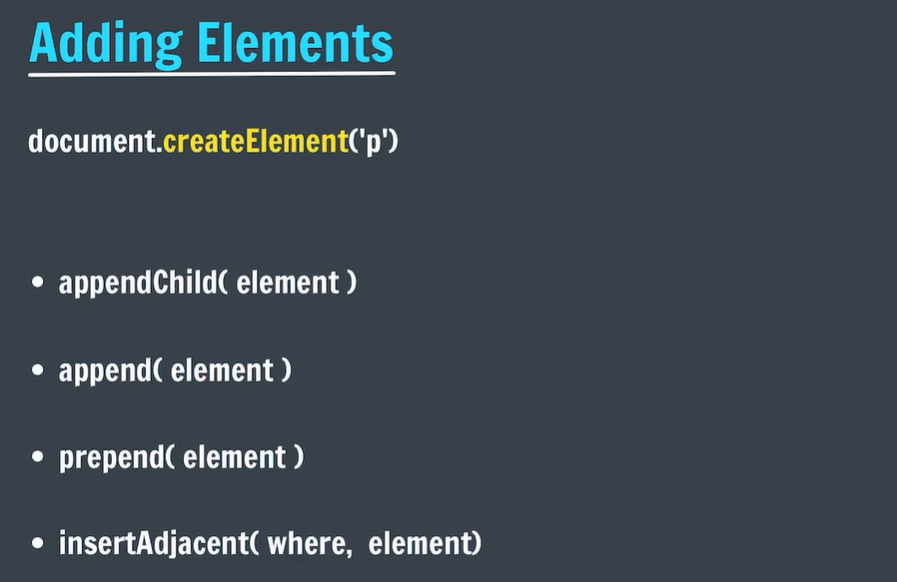 Adding Elements
document.createElement('p')
• appendChild( element )
• append( element )
• prepend( element )
• insertAdjacent( where, element)